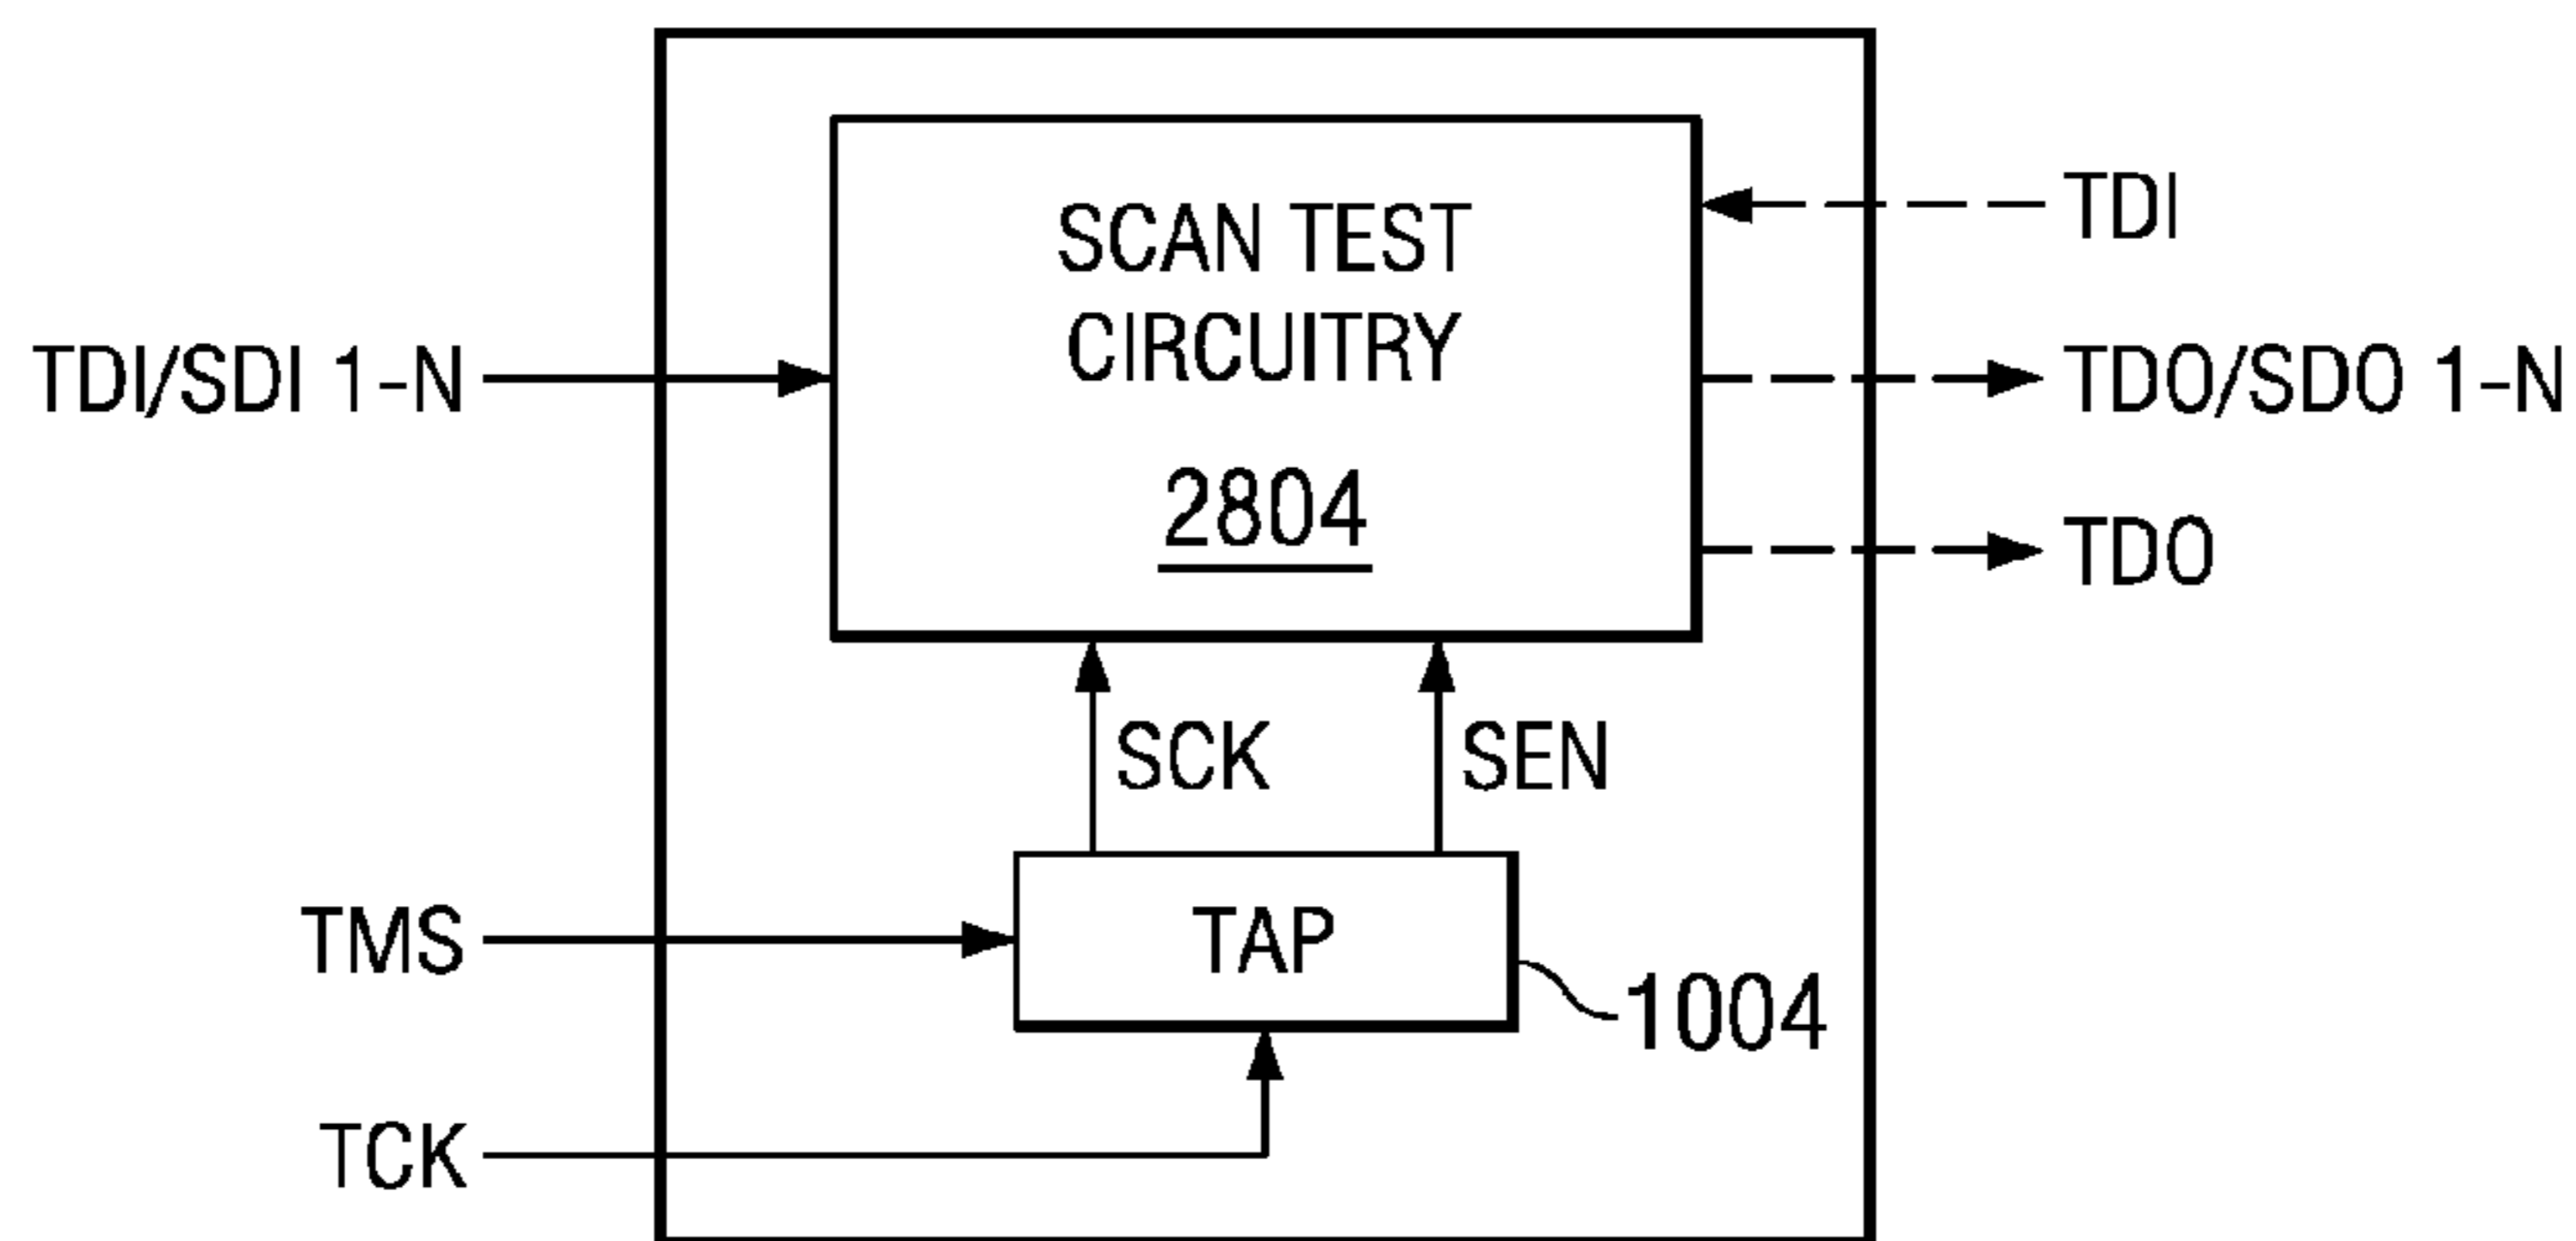 SCAN TEST
CIRCUITRY
2804
TDI
TDI/SDI 1-N
TDO/SDO 1-N
TDO
SCK
SEN
TMS
TAP
1004
TCK